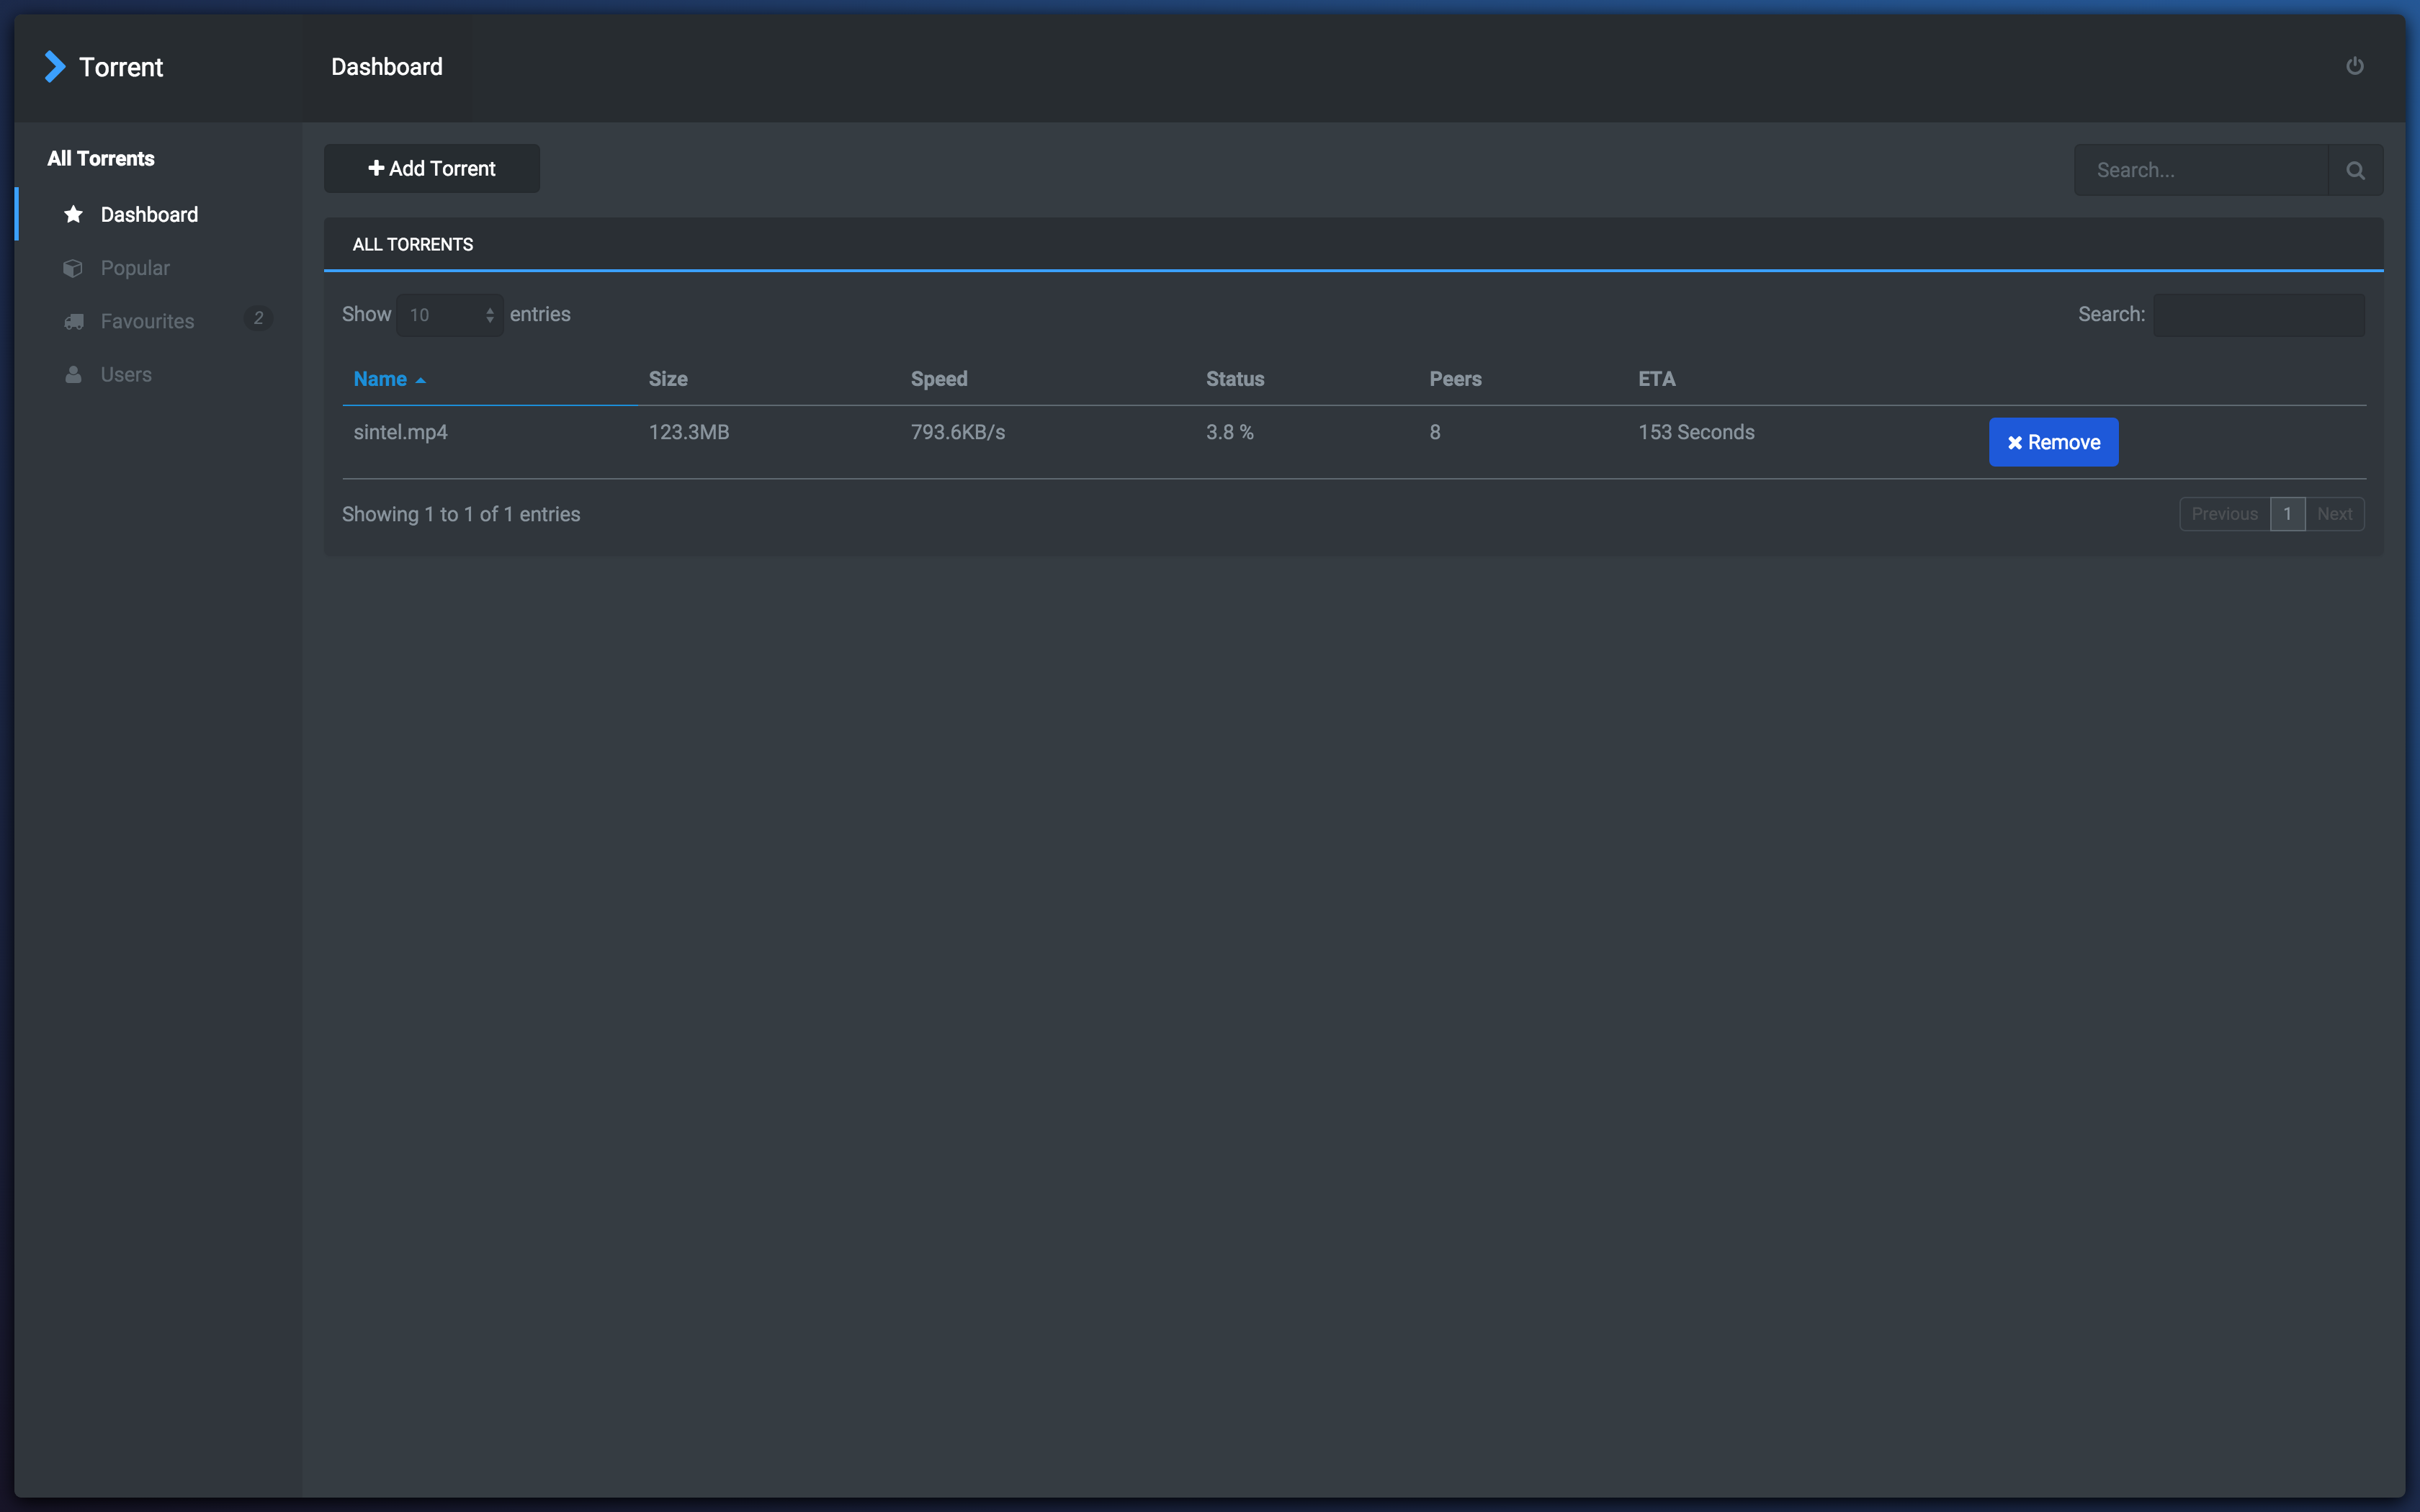 Torrent
Dashboard
All Torrents
Dashboard
Popular
Favourites 2
Users
Add Torrent
Search...
ALL TORRENTS
Show 10 entries
Search:
Name Size Speed Status Peers ETA
sintel.mp4 123.3MB 793.6KB/s 3.8 % 8 153 Seconds Remove
Showing 1 to 1 of 1 entries
Previous 1 Next